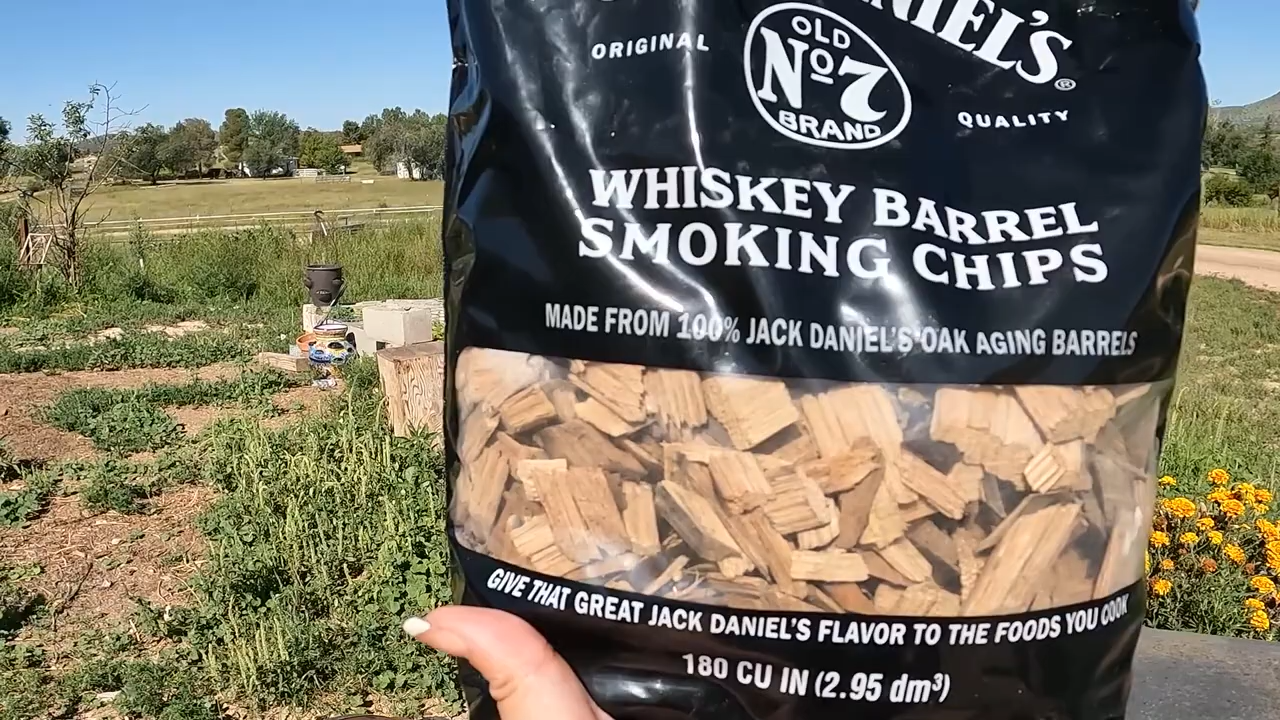 ORIGINAL
OLD
Nº7
BRAND
QUALITY
WHISKEY BARREL
SMOKING CHIPS
MADE FROM 100% JACK DANIEL'S OAK AGING BARRELS
GIVE THAT GREAT JACK DANIEL'S FLAVOR TO THE FOODS YOU COOK
180 CU IN (2.95 dm³)